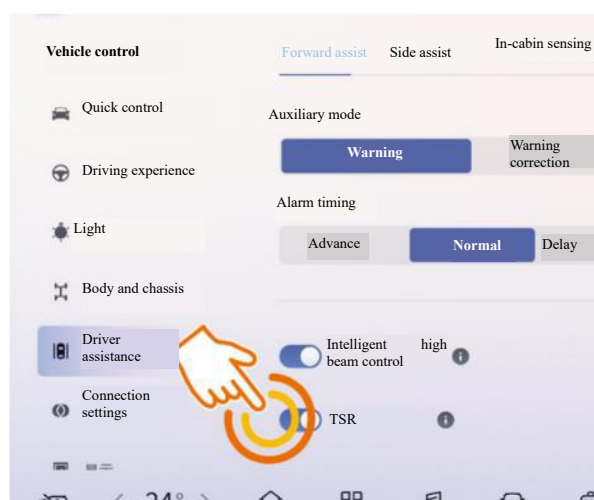 Vehicle control
Forward assist
Side assist
In-cabin sensing
Quick control
Auxiliary mode
Warning
Warning
correction
Driving experience
Alarm timing
Light
Advance
Normal
Delay
Body and chassis
Driver
assistance
Intelligent high
beam control
Connection
settings
TSR
24°